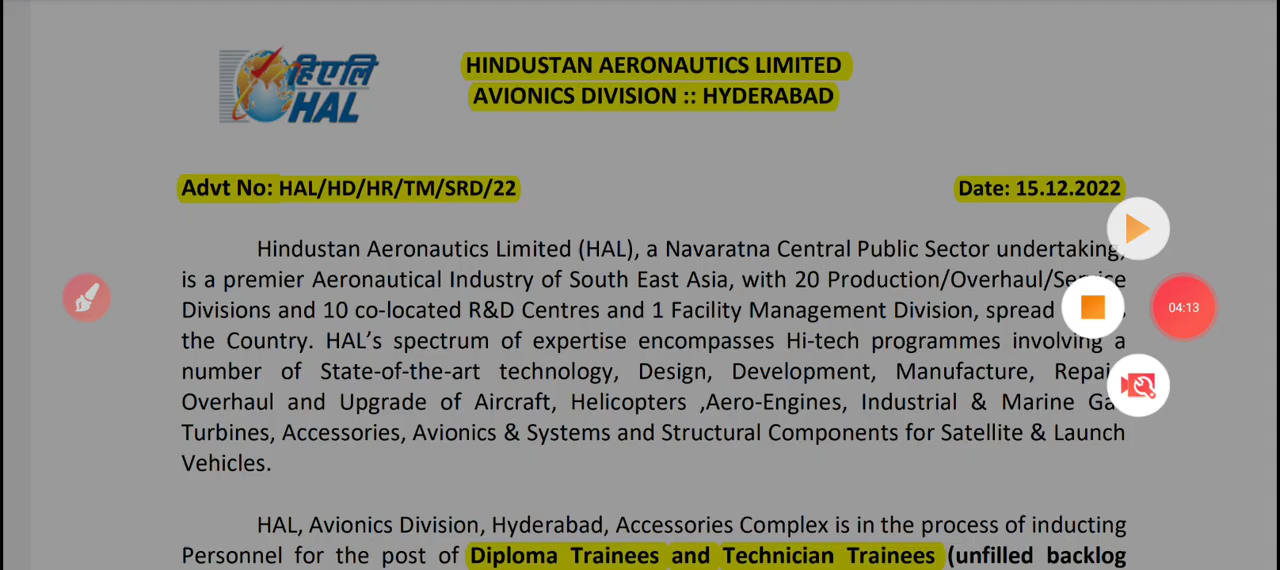 हिएलि
HAL
HINDUSTAN AERONAUTICS LIMITED
AVIONICS DIVISION :: HYDERABAD
Advt No: HAL/HD/HR/TM/SRD/22
Date: 15.12.2022
Hindustan Aeronautics Limited (HAL), a Navaratna Central Public Sector undertaking,
is a premier Aeronautical Industry of South East Asia, with 20 Production/Overhaul/Service
Divisions and 10 co-located R&D Centres and 1 Facility Management Division, spread
the Country. HAL’s spectrum of expertise encompasses Hi-tech programmes involving a
number of State-of-the-art technology, Design, Development, Manufacture, Repair,
Overhaul and Upgrade of Aircraft, Helicopters ,Aero-Engines, Industrial & Marine Gas
Turbines, Accessories, Avionics & Systems and Structural Components for Satellite & Launch
Vehicles.
HAL, Avionics Division, Hyderabad, Accessories Complex is in the process of inducting
Personnel for the post of Diploma Trainees and Technician Trainees (unfilled backlog
04:13